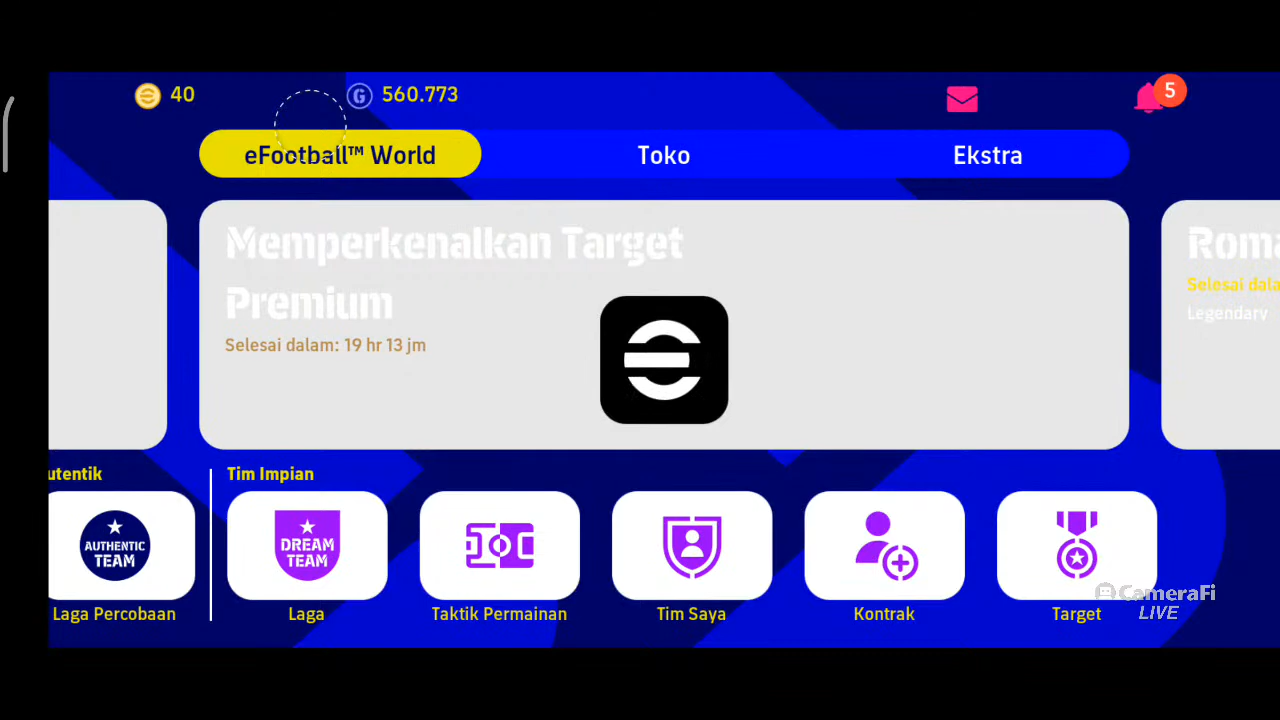 40
560.773
5
eFootball™ World
Toko
Ekstra
Memperkenalkan Target
Premium
Selesai dalam: 19 hr 13 jm
Roma
Selesai dala
Legendary
utentik
Tim Impian
AUTHENTIC
TEAM
DREAM
TEAM
Laga Percobaan
Laga
Taktik Permainan
Tim Saya
Kontrak
Target
CameraFi
LIVE